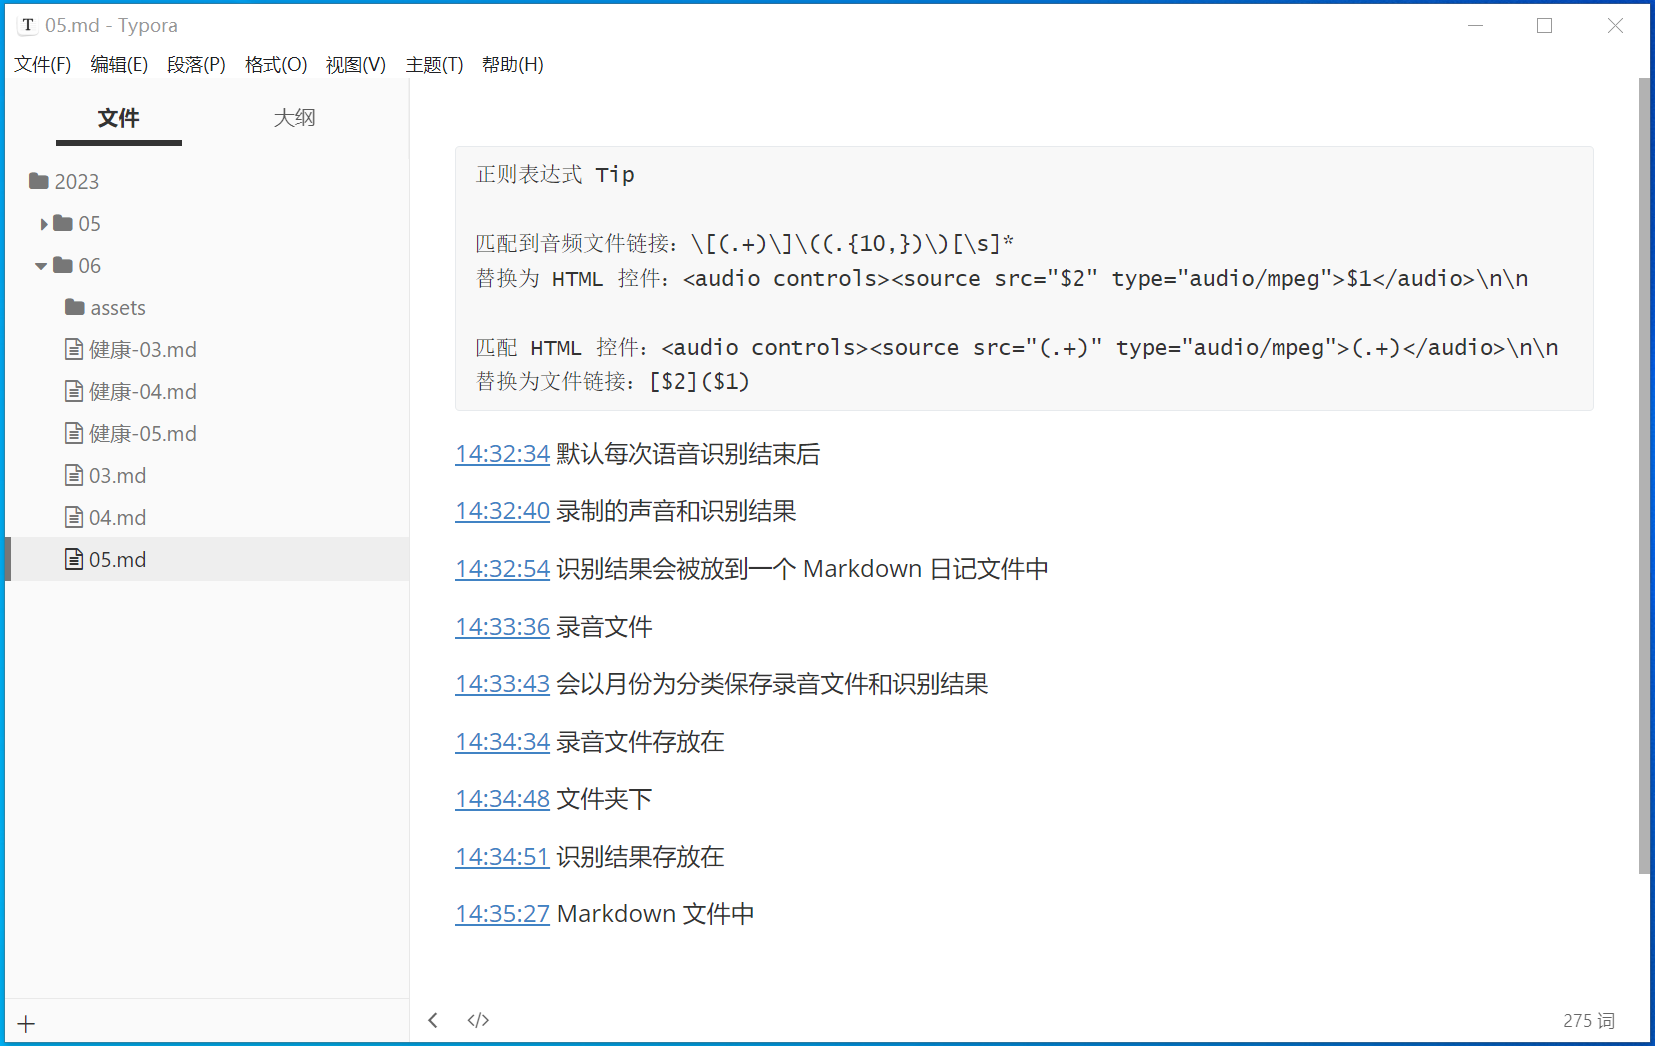 T 05.md - Typora
文件(F) 编辑(E) 段落(P) 格式(O) 视图(V) 主题(T) 帮助(H)
文件 大纲
2023
05
06
assets
健康-03.md
健康-04.md
健康-05.md
03.md
04.md
05.md
正则表达式 Tip
匹配到音频文件链接: \[(.+)\]\((.{10,})\)[\s]*
替换为 HTML 控件: <audio controls><source src="$2" type="audio/mpeg">$1</audio>\n\n
匹配 HTML 控件: <audio controls><source src="(.+)" type="audio/mpeg">(.+)</audio>\n\n
替换为文件链接: [$2]($1)
14:32:34 默认每次语音识别结束后
14:32:40 录制的声音和识别结果
14:32:54 识别结果会被放到一个 Markdown 日记文件中
14:33:36 录音文件
14:33:43 会以月份为分类保存录音文件和识别结果
14:34:34 录音文件存放在
14:34:48 文件夹下
14:34:51 识别结果存放在
14:35:27 Markdown 文件中
275 词